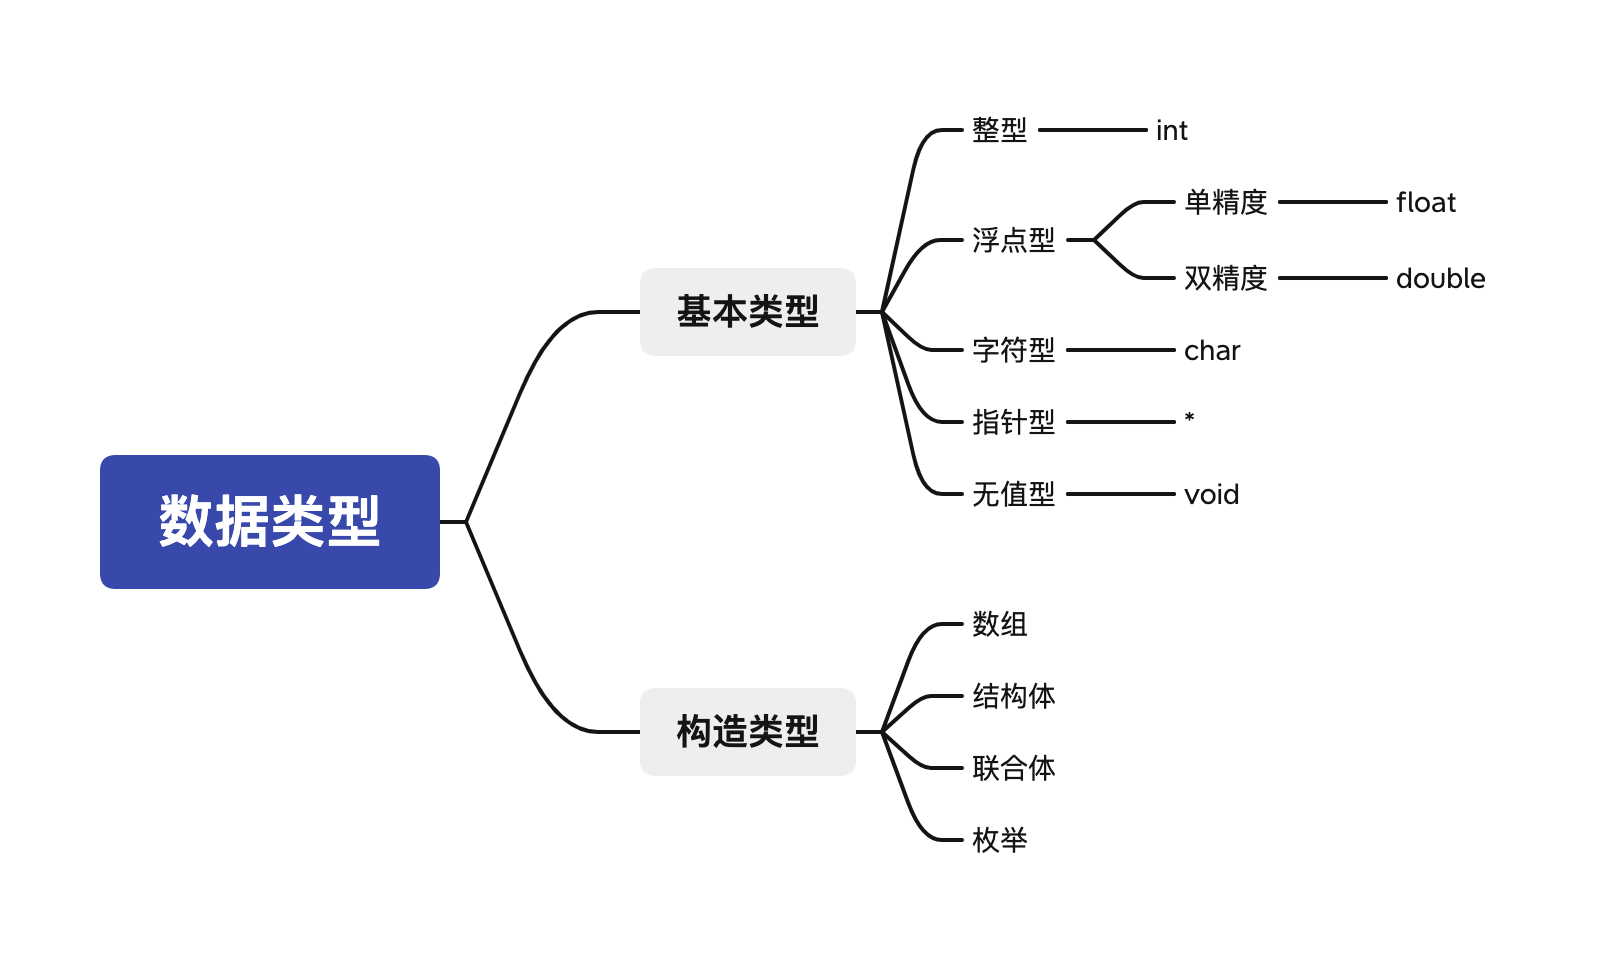 数据类型
基本类型
整型
int
浮点型
单精度
float
双精度
double
字符型
char
指针型
*
无值型
void
构造类型
数组
结构体
联合体
枚举